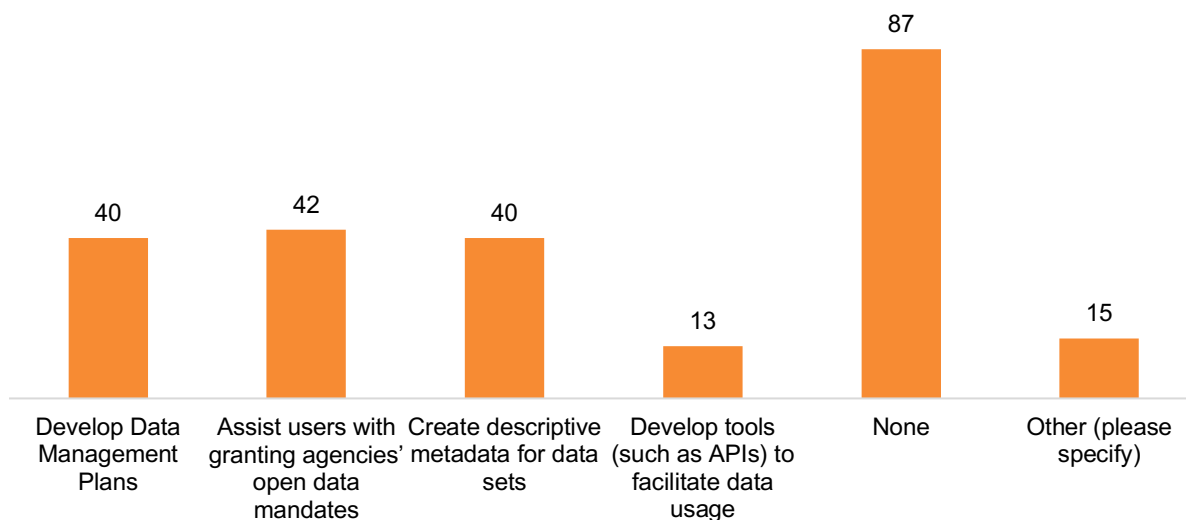 87
40
42
40
13
15
Develop Data
Management
Plans
Assist users with
granting agencies’
open data
mandates
Create descriptive
metadata for data
sets
Develop tools
(such as APIs) to
facilitate data
usage
None
Other (please
specify)